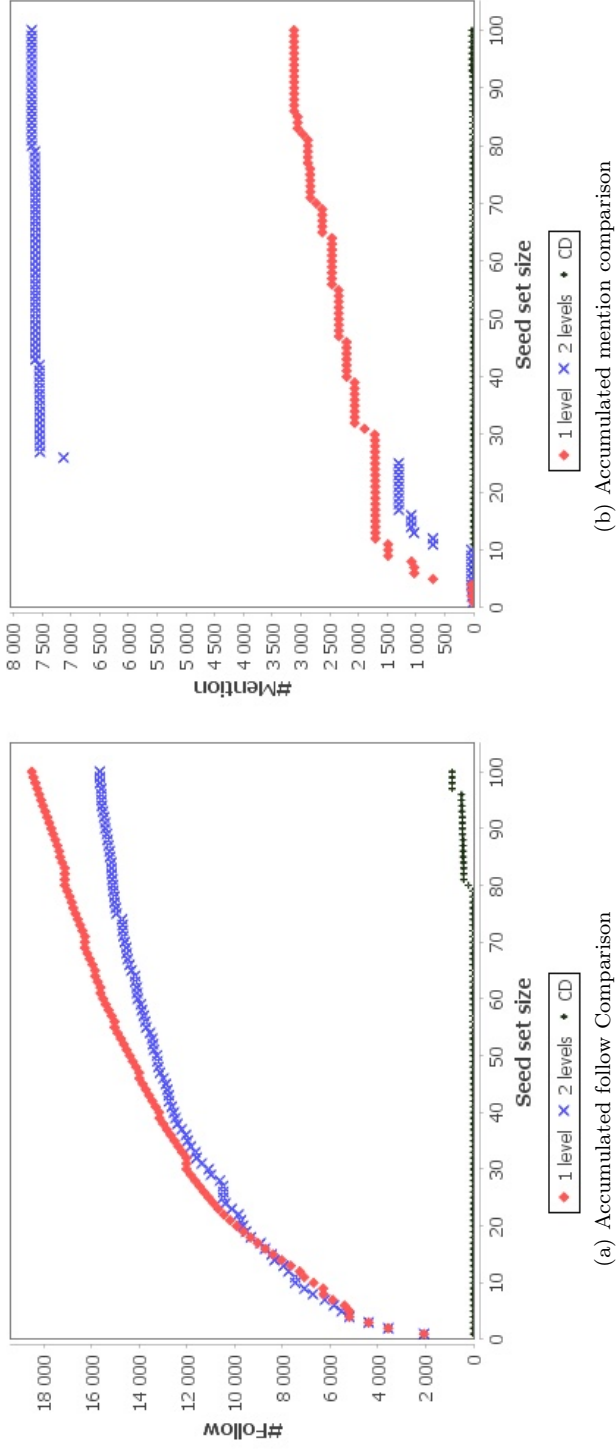 #Follow
18 000
16 000
14 000
12 000
10 000
8 000
6 000
4 000
2 000
0
0 10 20 30 40 50 60 70 80 90 100
Seed set size
1 level 2 levels CD
(a) Accumulated follow Comparison
#Mention
8 000
7 500
7 000
6 500
6 000
5 500
5 000
4 500
4 000
3 500
3 000
2 500
2 000
1 500
1 000
500
0
0 10 20 30 40 50 60 70 80 90 100
Seed set size
1 level 2 levels CD
(b) Accumulated mention comparison